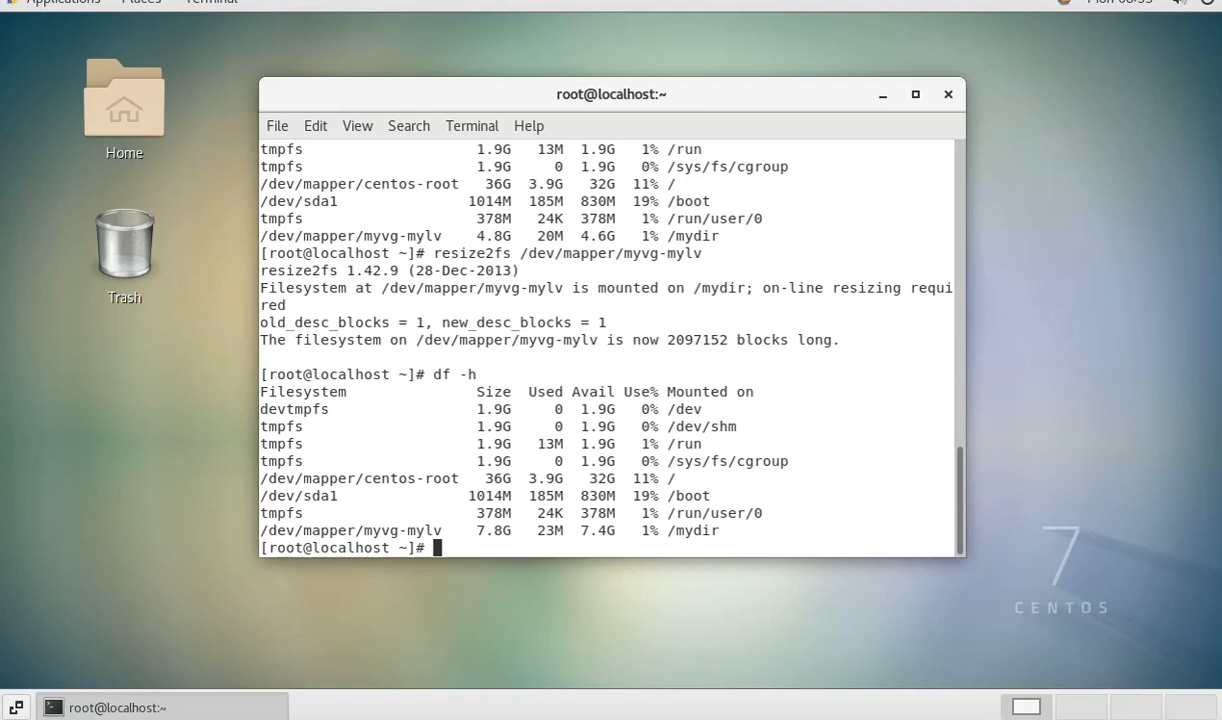 Applications Places Terminal
Home
Trash
root@localhost:~
File Edit View Search Terminal Help
tmpfs 1.9G 13M 1.9G 1% /run
tmpfs 1.9G 0 1.9G 0% /sys/fs/cgroup
/dev/mapper/centos-root 36G 3.9G 32G 11% /
/dev/sda1 1014M 185M 830M 19% /boot
tmpfs 378M 24K 378M 1% /run/user/0
/dev/mapper/myvg-mylv 4.8G 20M 4.6G 1% /mydir
[root@localhost ~]# resize2fs /dev/mapper/myvg-mylv
resize2fs 1.42.9 (28-Dec-2013)
Filesystem at /dev/mapper/myvg-mylv is mounted on /mydir; on-line resizing requi
red
old_desc_blocks = 1, new_desc_blocks = 1
The filesystem on /dev/mapper/myvg-mylv is now 2097152 blocks long.
[root@localhost ~]# df -h
Filesystem Size Used Avail Use% Mounted on
devtmpfs 1.9G 0 1.9G 0% /dev
tmpfs 1.9G 0 1.9G 0% /dev/shm
tmpfs 1.9G 13M 1.9G 1% /run
tmpfs 1.9G 0 1.9G 0% /sys/fs/cgroup
/dev/mapper/centos-root 36G 3.9G 32G 11% /
/dev/sda1 1014M 185M 830M 19% /boot
tmpfs 378M 24K 378M 1% /run/user/0
/dev/mapper/myvg-mylv 7.8G 23M 7.4G 1% /mydir
[root@localhost ~]#
7
CENTOS
root@localhost:~